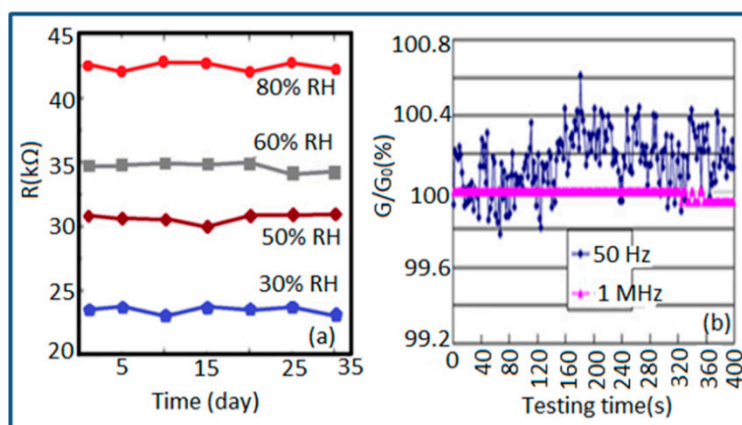 45
40
35
30
25
20
R(kΩ)
80% RH
60% RH
50% RH
30% RH
(a)
5 15 25 35
Time (day)
100.8
100.4
100
99.6
99.2
G/G₀(%)
50 Hz
1 MHz
(b)
0 40 80 120 160 200 240 280 320 360 400
Testing time(s)